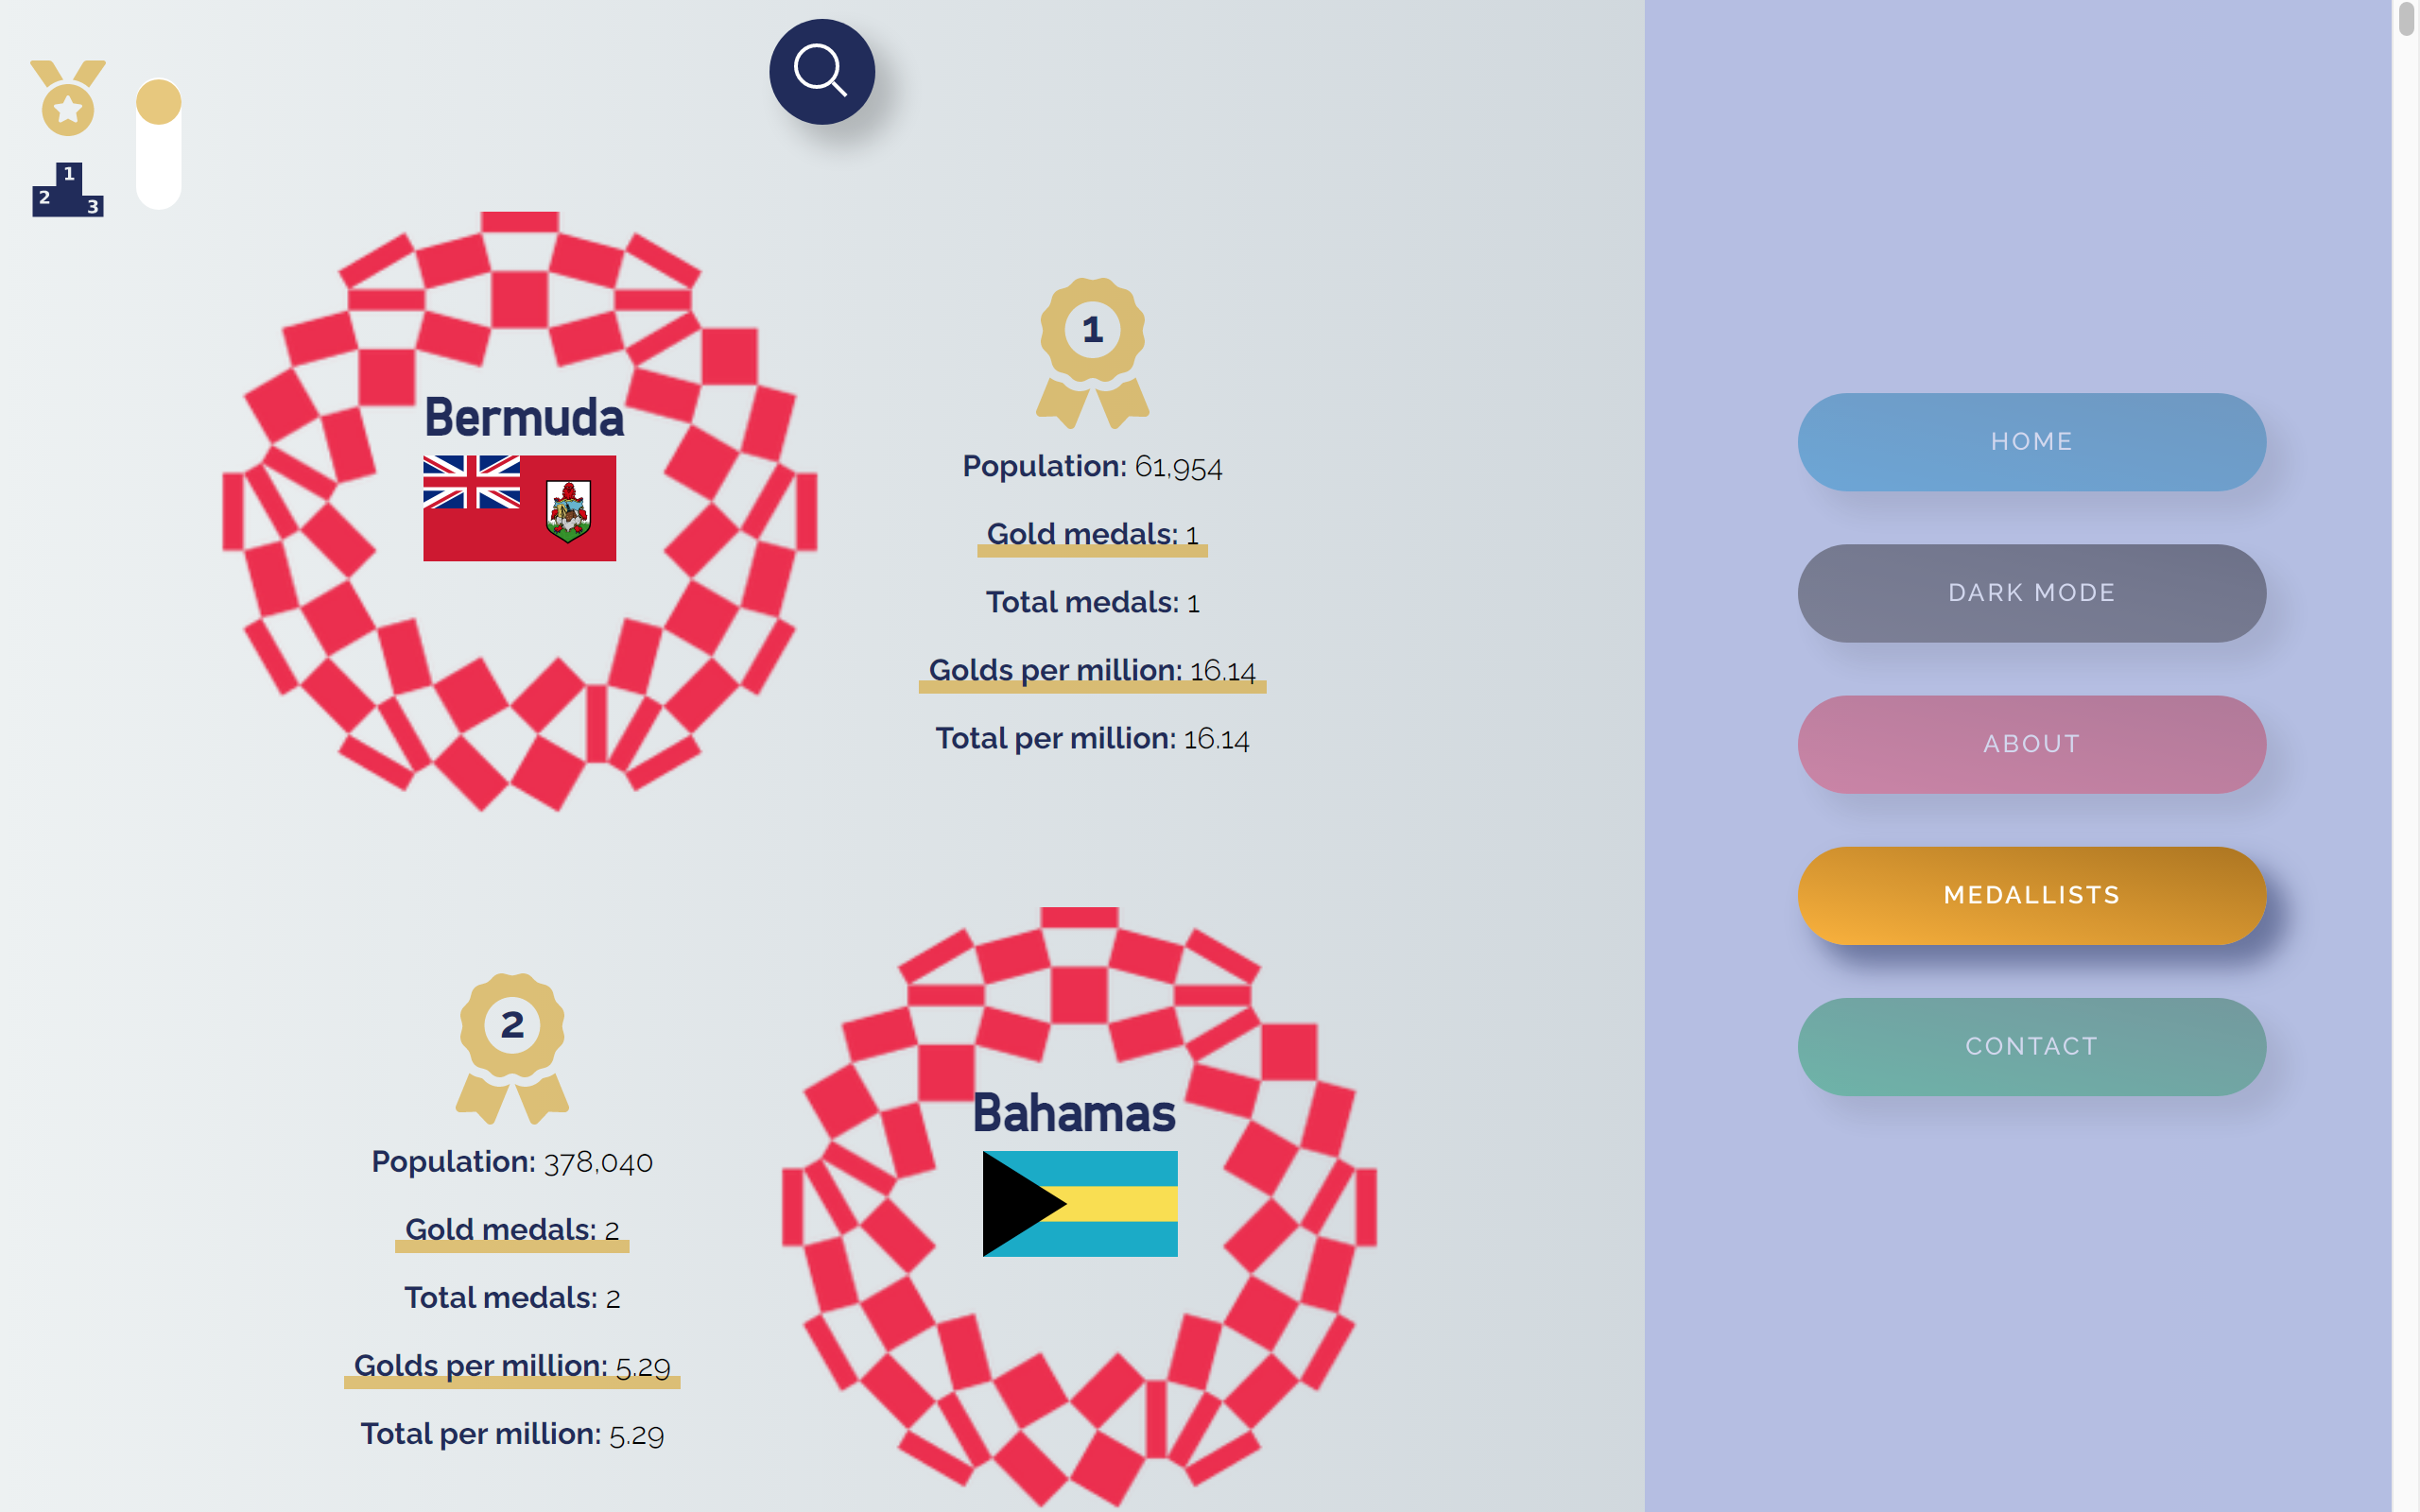 1
2
3
Bermuda
1
Population: 61,954
Gold medals: 1
Total medals: 1
Golds per million: 16.14
Total per million: 16.14
2
Population: 378,040
Gold medals: 2
Total medals: 2
Golds per million: 5.29
Total per million: 5.29
Bahamas
HOME
DARK MODE
ABOUT
MEDALLISTS
CONTACT